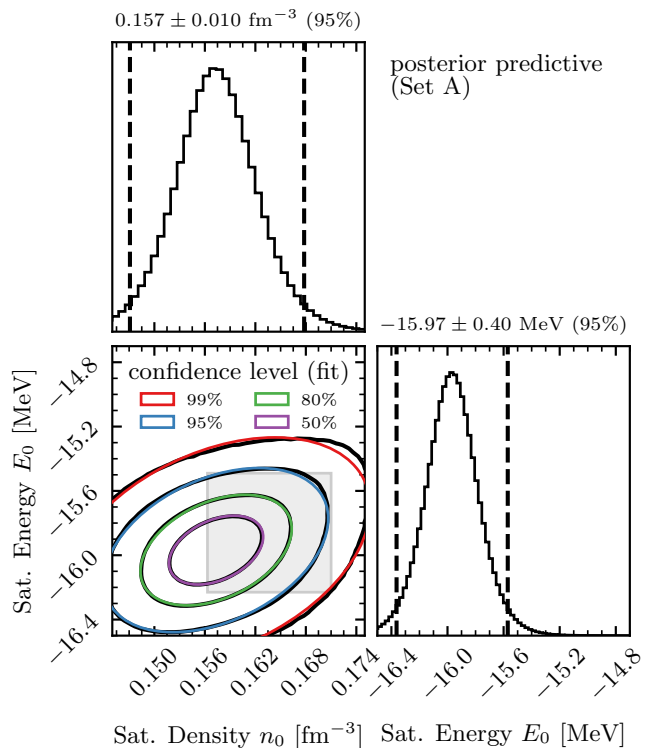 0.157 ± 0.010 fm⁻³ (95%)
posterior predictive
(Set A)
−15.97 ± 0.40 MeV (95%)
confidence level (fit)
99% 80%
95% 50%
Sat. Energy E₀ [MeV]
−14.8
−15.2
−15.6
−16.0
−16.4
0.150 0.156 0.162 0.168 0.174
−16.4 −16.0 −15.6 −15.2 −14.8
Sat. Density n₀ [fm⁻³] Sat. Energy E₀ [MeV]